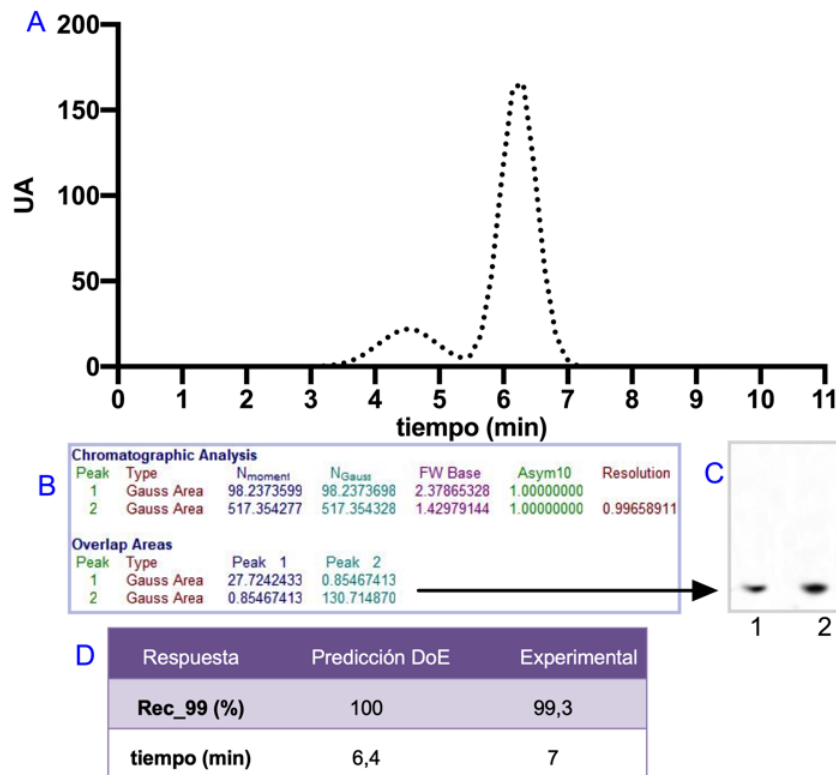 A
200
150
100
50
0
UA
0 1 2 3 4 5 6 7 8 9 10 11
tiempo (min)
B
Chromatographic Analysis
Peak Type Nmoment NGauss FW Base Asym10 Resolution
1 Gauss Area 98.2373599 98.2373698 2.37865328 1.00000000
2 Gauss Area 517.354277 517.354328 1.42979144 1.00000000 0.99658911
Overlap Areas
Peak Type Peak 1 Peak 2
1 Gauss Area 27.7242433 0.85467413
2 Gauss Area 0.85467413 130.714870
C
1 2
D
Respuesta Predicción DoE Experimental
Rec_99 (%) 100 99,3
tiempo (min) 6,4 7